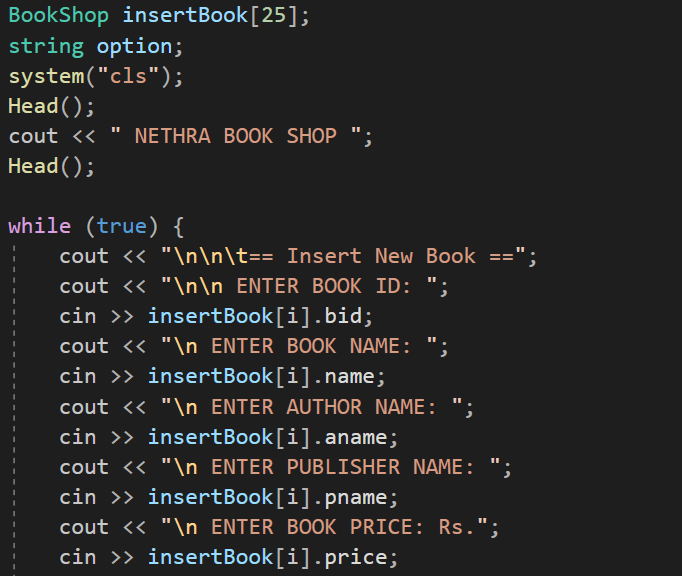 BookShop insertBook[25];
string option;
system("cls");
Head();
cout << " NETHRA BOOK SHOP ";
Head();
while (true) {
cout << "\n\n\t== Insert New Book ==";
cout << "\n\n ENTER BOOK ID: ";
cin >> insertBook[i].bid;
cout << "\n ENTER BOOK NAME: ";
cin >> insertBook[i].name;
cout << "\n ENTER AUTHOR NAME: ";
cin >> insertBook[i].aname;
cout << "\n ENTER PUBLISHER NAME: ";
cin >> insertBook[i].pname;
cout << "\n ENTER BOOK PRICE: Rs.";
cin >> insertBook[i].price;